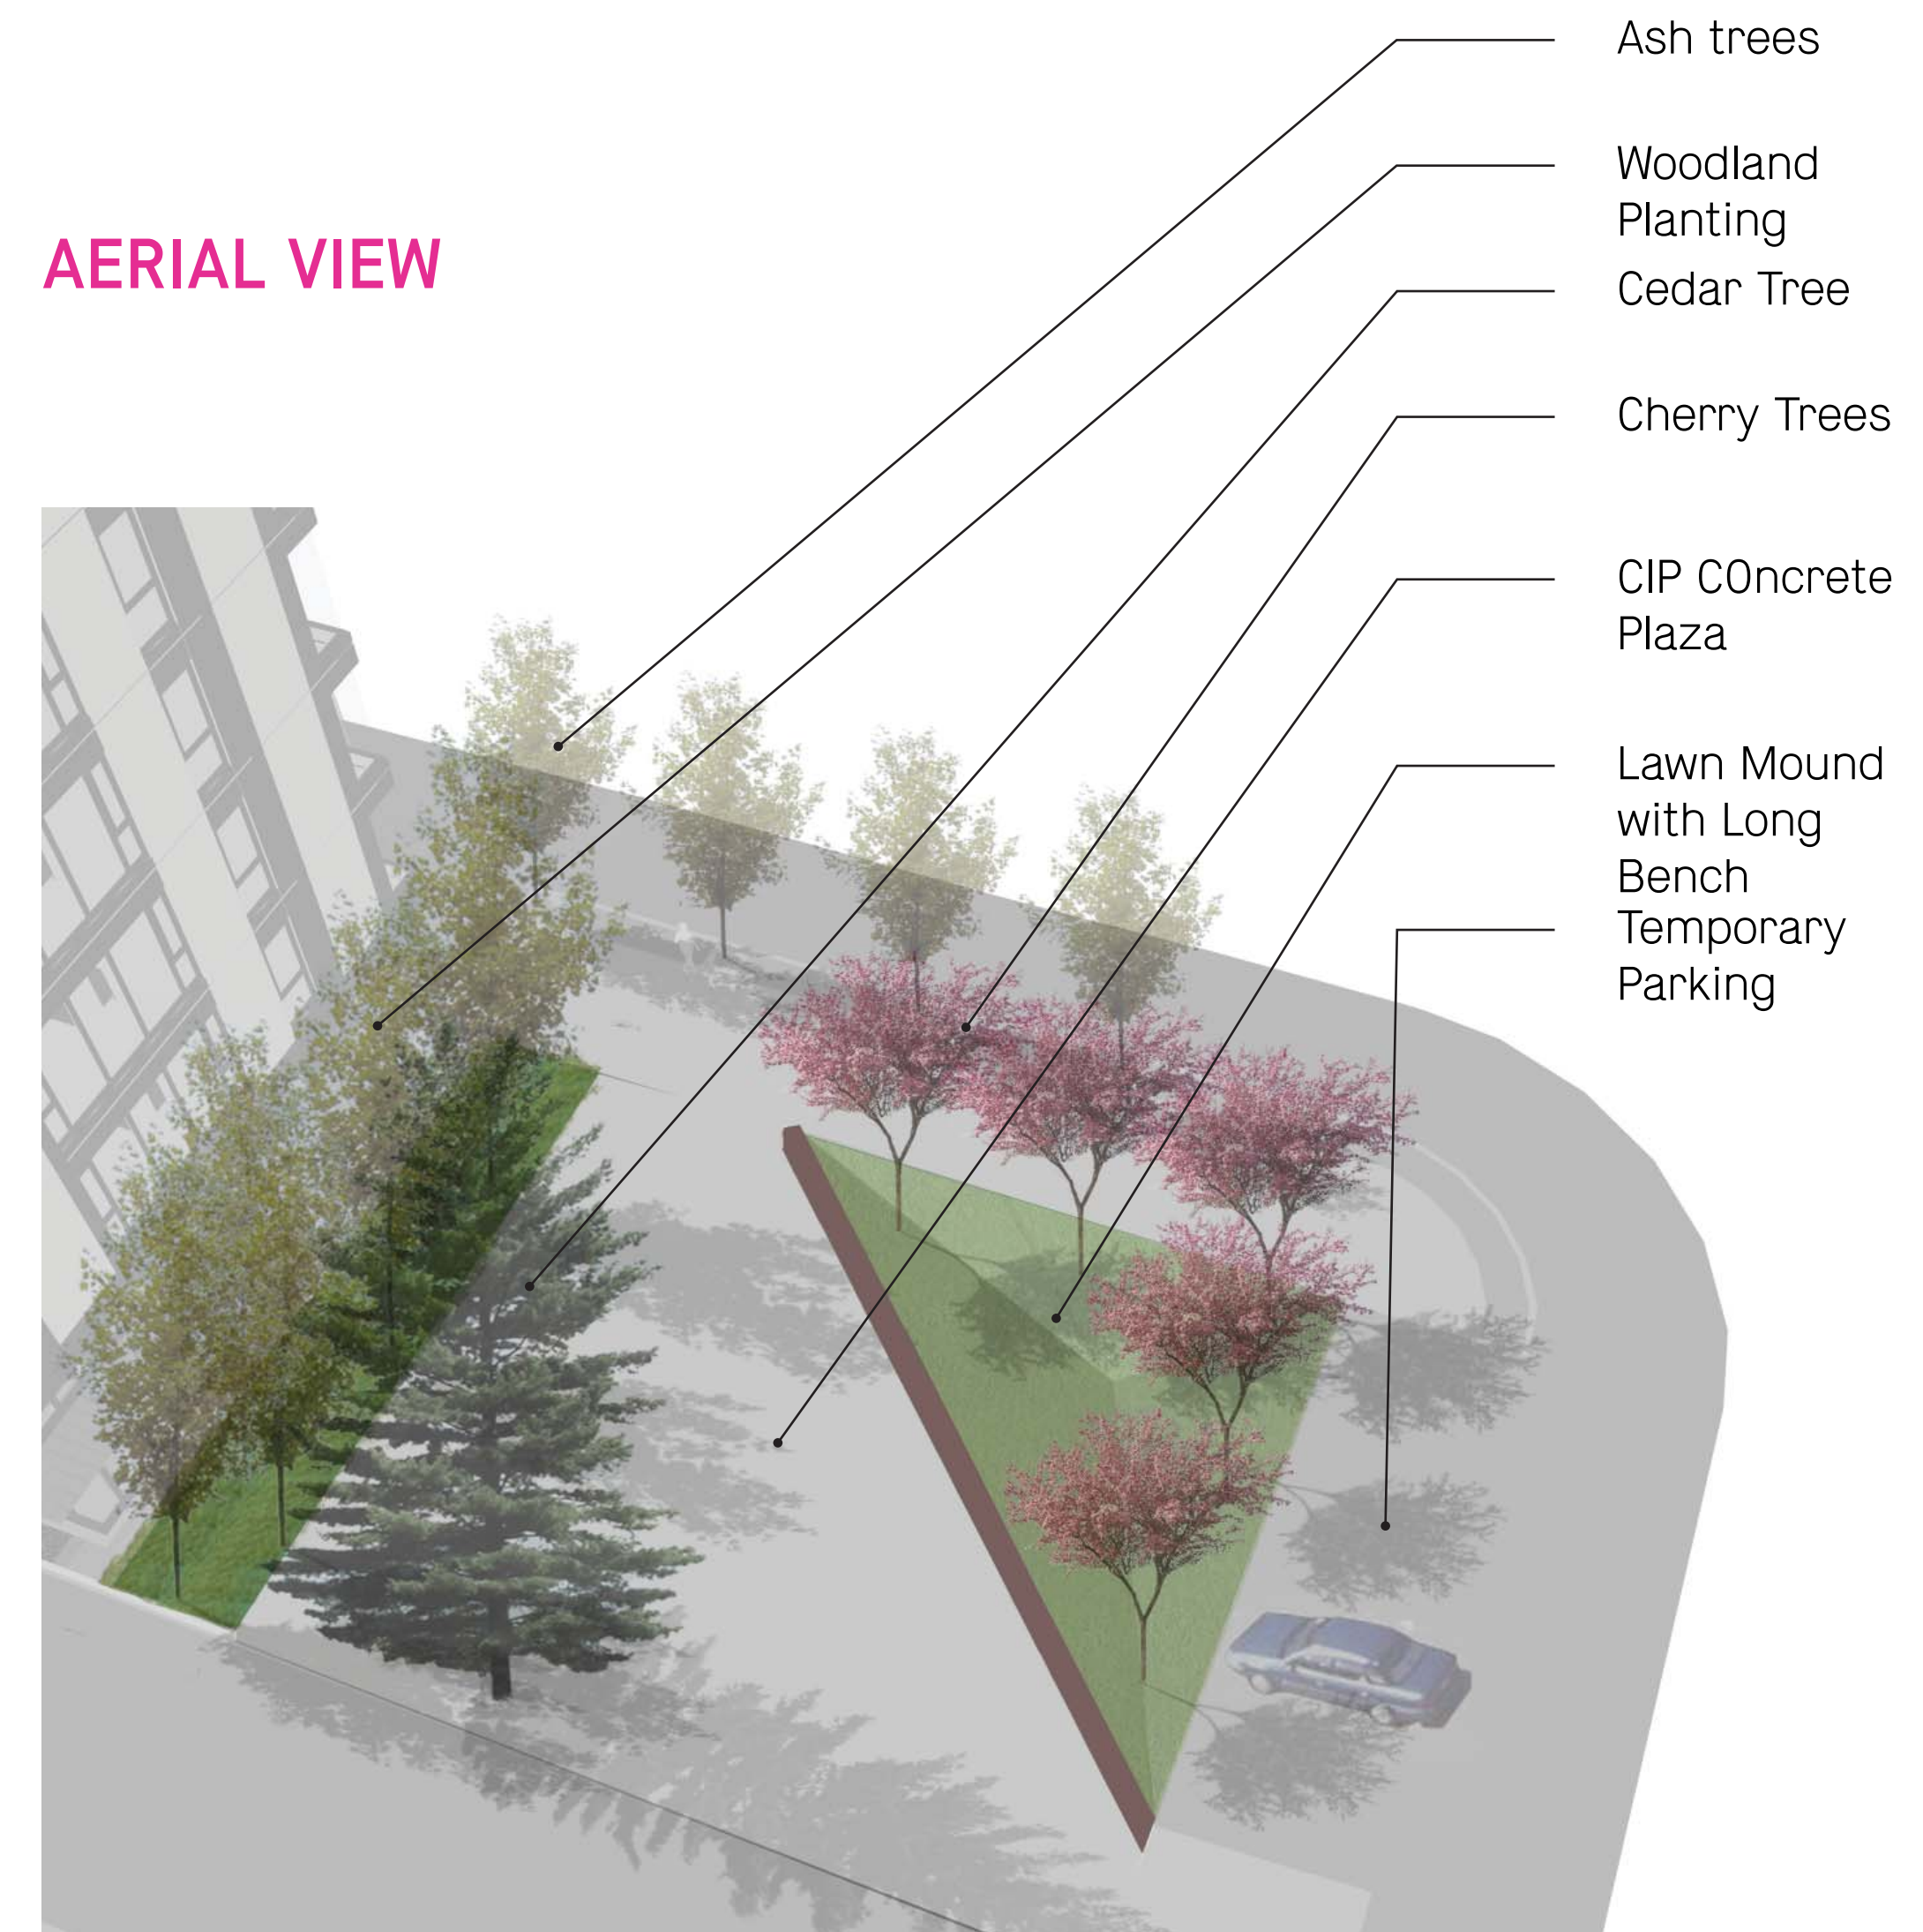 Ash trees
Woodland
Planting
AERIAL VIEW
Cedar Tree
Cherry Trees
CIP COncrete
Plaza
Lawn Mound
with Long
Bench
Temporary
Parking